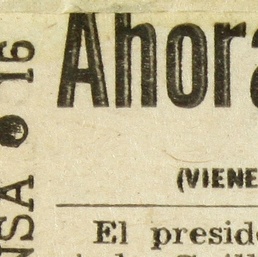 Ahora
(VIENE
El preside
NSA ● 16